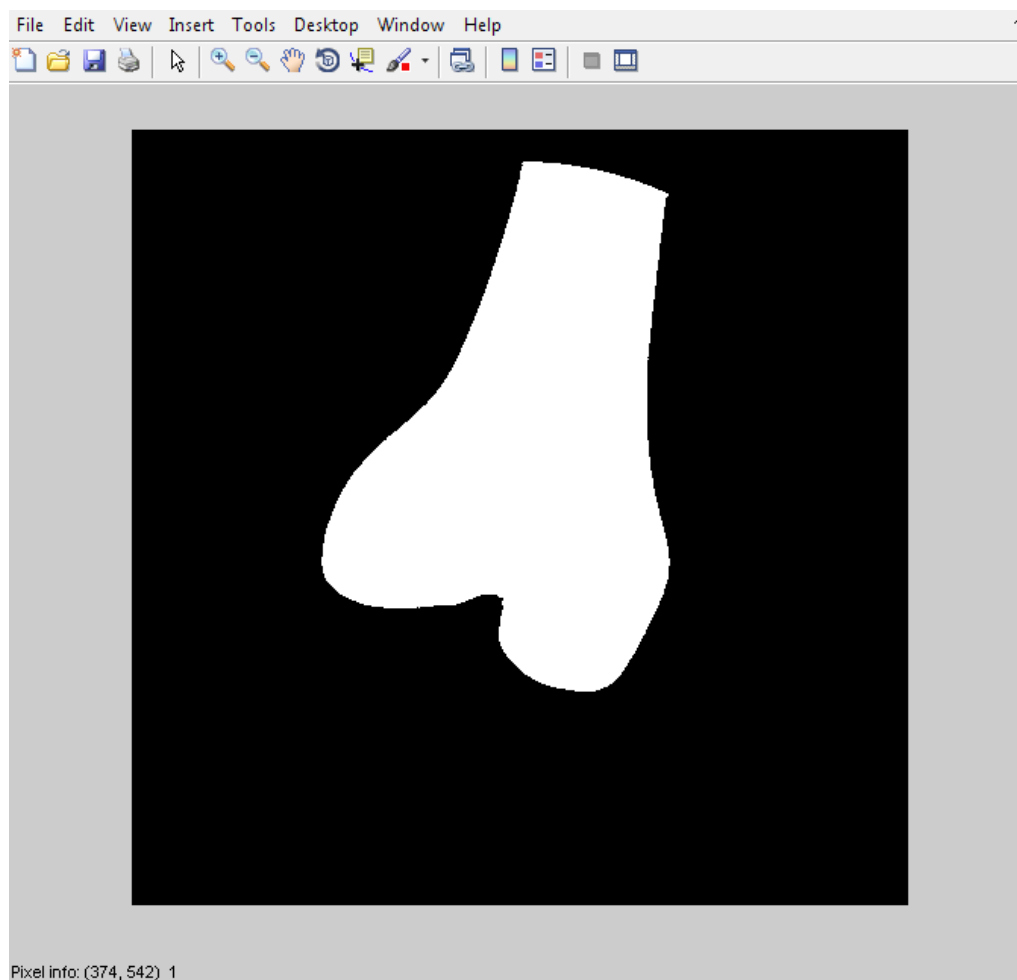 File Edit View Insert Tools Desktop Window Help
Pixel info: (374, 542) 1